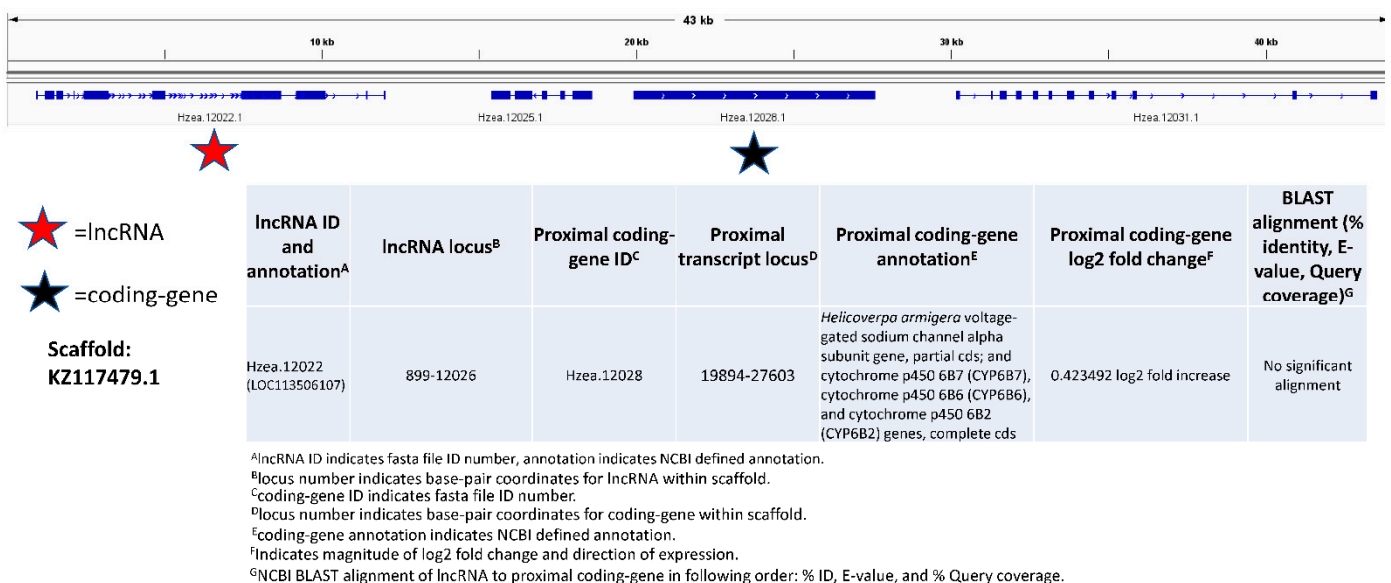 43 kb
10 kb 20 kb 30 kb 40 kb
Hzea.12022.1 Hzea.12025.1 Hzea.12028.1 Hzea.12031.1
=lncRNA
=coding-gene
Scaffold:
KZ117479.1
lncRNA ID
and
annotationA
lncRNA locusB
Proximal coding-
gene IDC
Proximal
transcript locusD
Proximal coding-gene
annotationE
Proximal coding-gene
log2 fold changeF
BLAST
alignment (%
identity, E-
value, Query
coverage)G
Hzea.12022
(LOC113506107)
899-12026
Hzea.12028
19894-27603
Helicoverpa armigera voltage-
gated sodium channel alpha
subunit gene, partial cds; and
cytochrome p450 6B7 (CYP6B7),
cytochrome p450 6B6 (CYP6B6),
and cytochrome p450 6B2
(CYP6B2) genes, complete cds
0.423492 log2 fold increase
No significant
alignment
AlncRNA ID indicates fasta file ID number, annotation indicates NCBI defined annotation.
Blocus number indicates base-pair coordinates for lncRNA within scaffold.
Ccoding-gene ID indicates fasta file ID number.
Dlocus number indicates base-pair coordinates for coding-gene within scaffold.
Ecoding-gene annotation indicates NCBI defined annotation.
FIndicates magnitude of log2 fold change and direction of expression.
GNCBI BLAST alignment of lncRNA to proximal coding-gene in following order: % ID, E-value, and % Query coverage.